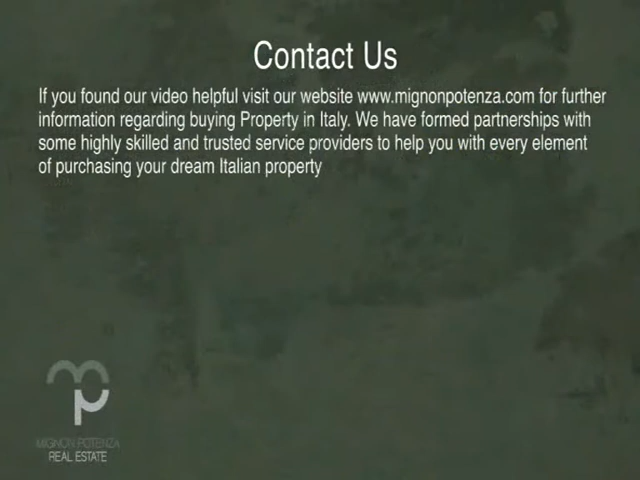 Contact Us
If you found our video helpful visit our website www.mignonpotenza.com for further
information regarding buying Property in Italy. We have formed partnerships with
some highly skilled and trusted service providers to help you with every element
of purchasing your dream Italian property
mp
MIGNON POTENZA
REAL ESTATE